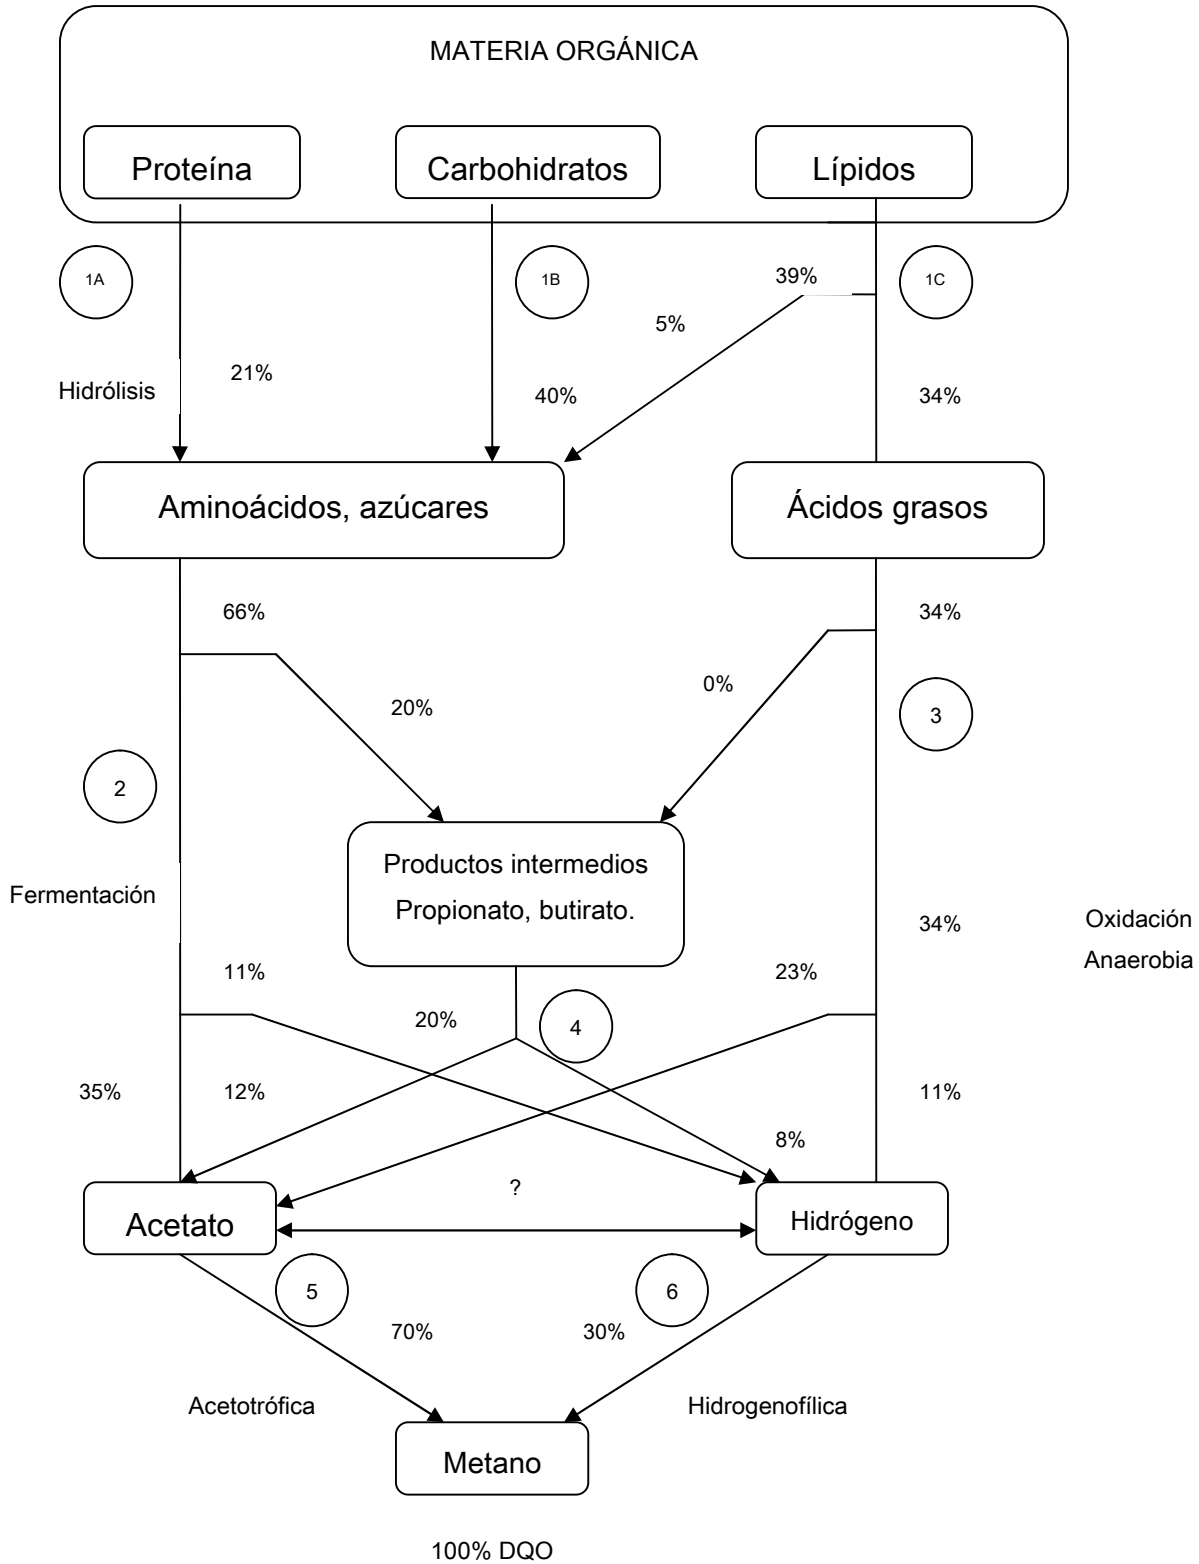 MATERIA ORGÁNICA
Proteína
Carbohidratos
Lípidos
1A
1B
39%
1C
5%
21%
Hidrólisis
40%
34%
Aminoácidos, azúcares
Ácidos grasos
66%
34%
0%
20%
3
2
Productos intermedios
Propionato, butirato.
Fermentación
34%
Oxidación
Anaerobia
11%
23%
20%
4
35%
12%
11%
8%
?
Acetato
Hidrógeno
5
6
70%
30%
Acetotrófica
Hidrogenofílica
Metano
100% DQO